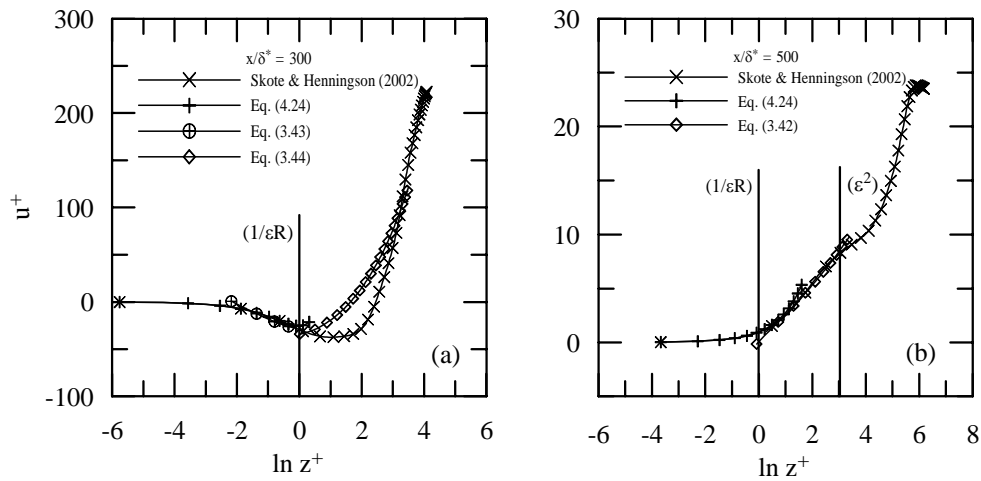 300
200
100
0
-100
u⁺
x/δ* = 300
Skote & Henningson (2002)
Eq. (4.24)
Eq. (3.43)
Eq. (3.44)
(1/εR)
(a)
-6 -4 -2 0 2 4 6
ln z⁺
30
20
10
0
x/δ* = 500
Skote & Henningson (2002)
Eq. (4.24)
Eq. (3.42)
(1/εR)
(ε²)
(b)
-6 -4 -2 0 2 4 6 8
ln z⁺